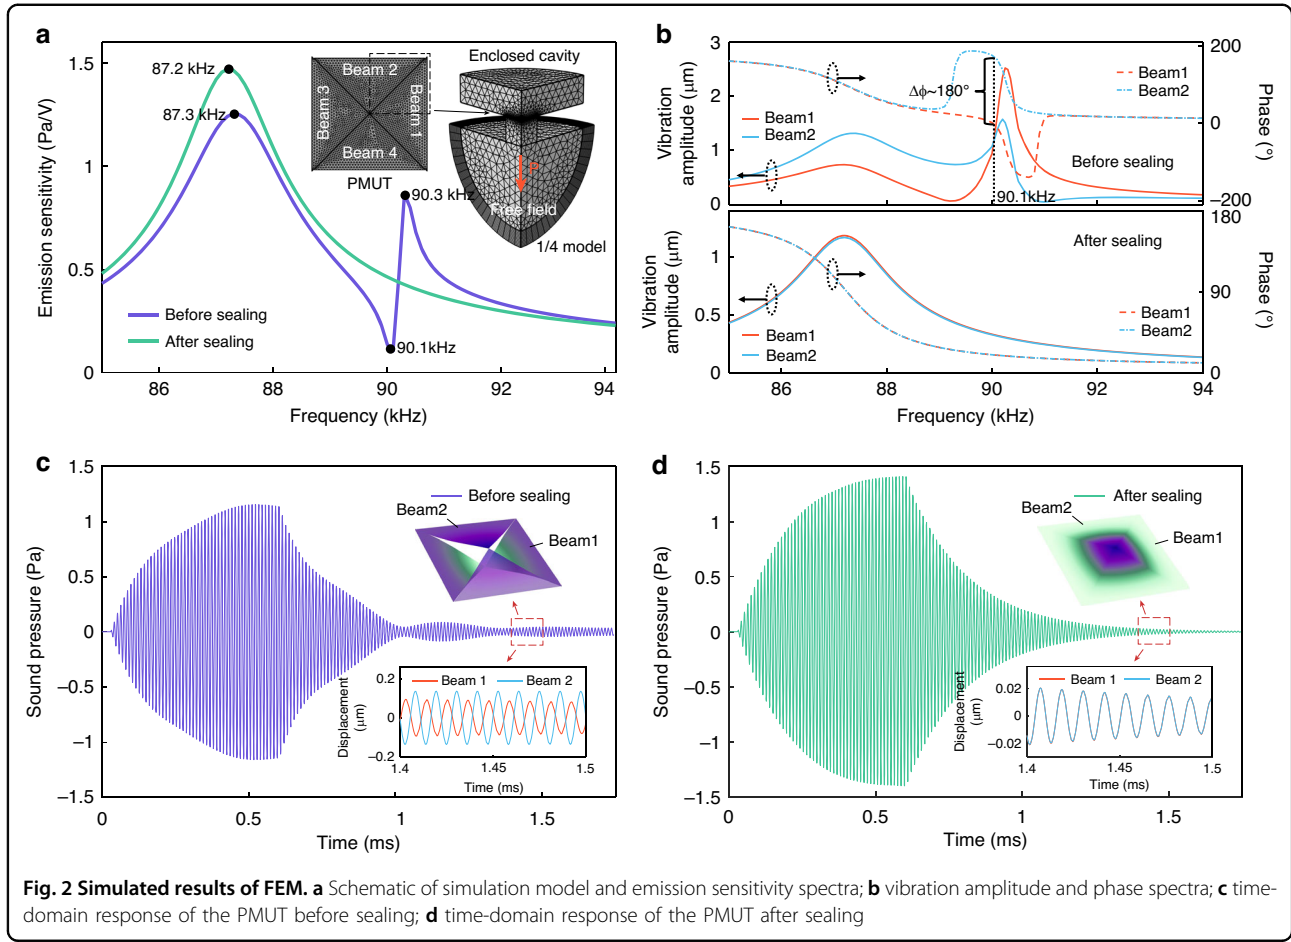 a
1.5
1
0.5
0
Emission sensitivity (Pa/V)
87.2 kHz
87.3 kHz
90.3 kHz
90.1kHz
Beam 2
Beam 3
Beam 1
Beam 4
PMUT
Enclosed cavity
P
Free field
1/4 model
Before sealing
After sealing
86 88 90 92 94
Frequency (kHz)
b
3
2
1
0
Vibration
amplitude (μm)
200
0
−200
Phase (°)
Δϕ~180°
Beam1
Beam2
Beam1
Beam2
Before sealing
90.1kHz
1
0.5
0
Vibration
amplitude (μm)
180
90
0
Phase (°)
After sealing
Beam1
Beam2
Beam1
Beam2
86 88 90 92 94
Frequency (kHz)
c
1.5
1
0.5
0
−0.5
−1
−1.5
Sound pressure (Pa)
Before sealing
Beam2
Beam1
0.2
0
−0.2
Displacement
(μm)
Beam 1 Beam 2
1.4 1.45 1.5
Time (ms)
0 0.5 1 1.5
Time (ms)
d
1.5
1
0.5
0
−0.5
−1
−1.5
Sound pressure (Pa)
After sealing
Beam2
Beam1
0.02
0
−0.02
Displacement
(μm)
Beam 1 Beam 2
1.4 1.45 1.5
Time (ms)
0 0.5 1 1.5
Time (ms)
Fig. 2 Simulated results of FEM. a Schematic of simulation model and emission sensitivity spectra; b vibration amplitude and phase spectra; c time-
domain response of the PMUT before sealing; d time-domain response of the PMUT after sealing